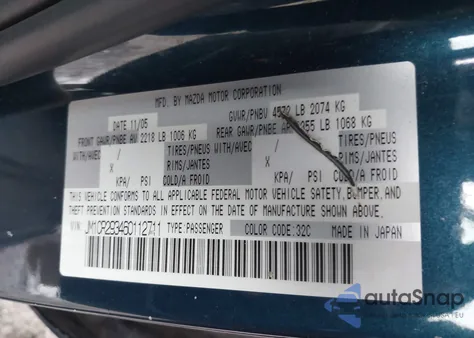 MFD. BY MAZDA MOTOR CORPORATION
DATE 11/05 GVWR/PNBV LB 2074 KG
FRONT GAWR/PNBE AV 2218 LB 1006 KG REAR GAWR/PNBE LB 1068 KG
WITH/AVEC / TIRES/PNEUS WITH/AVEC / TIRES/PNEUS
X RIMS/JANTES X RIMS/JANTES
/ /
KPA/ PSI COLD/A FROID KPA/ PSI COLD/A FROID
THIS VEHICLE CONFORMS TO ALL APPLICABLE FEDERAL MOTOR VEHICLE SAFETY, BUMPER, AND
THEFT PREVENTION STANDARDS IN EFFECT ON THE DATE OF MANUFACTURE SHOWN ABOVE.
VIN: TYPE:PASSENGER COLOR CODE:32C MADE IN JAPAN
autoSnap